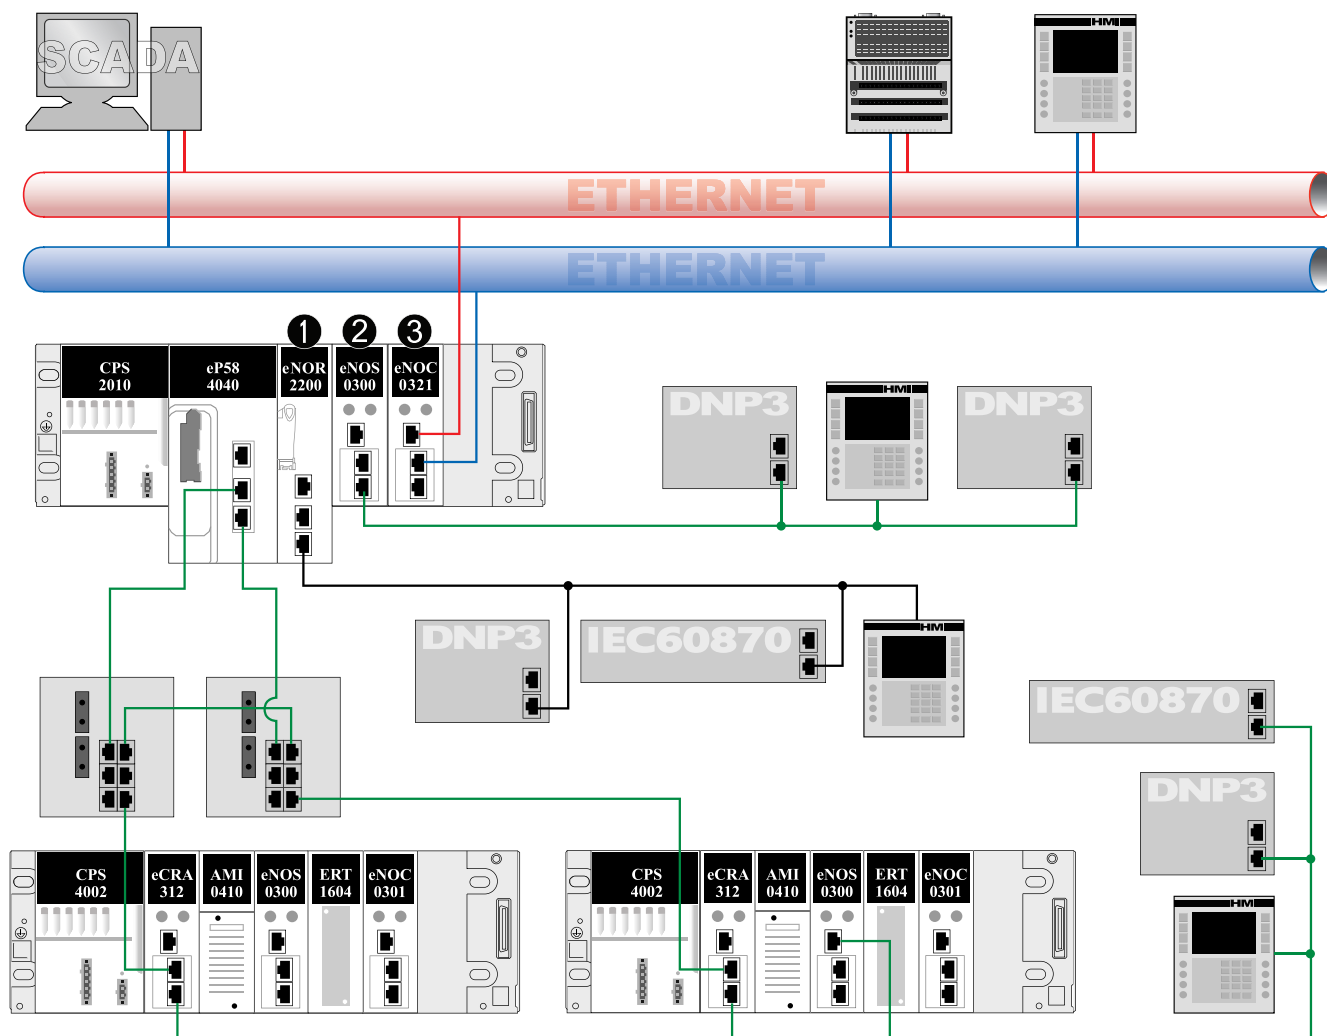 SCADA
HMI
ETHERNET
ETHERNET
1 2 3
CPS 2010
eP58 4040
eNOR 2200
eNOS 0300
eNOC 0321
DNP3
HMI
DNP3
DNP3
IEC60870
HMI
IEC60870
DNP3
CPS 4002
eCRA 312
AMI 0410
eNOS 0300
ERT 1604
eNOC 0301
CPS 4002
eCRA 312
AMI 0410
eNOS 0300
ERT 1604
eNOC 0301
HMI